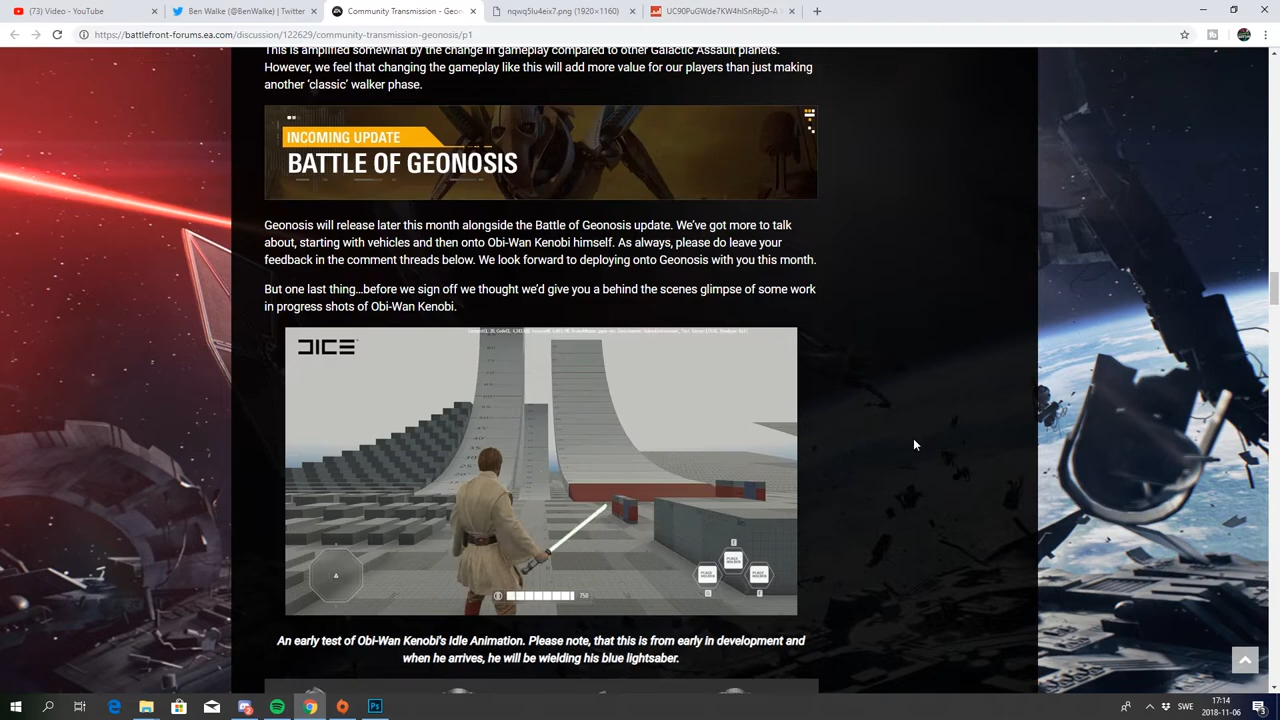 (73) Video - YouTube
Ben Walke (@BenWalke) | Twitter
Community Transmission - Geon
nqwq5lu4eix7.png (1920×1160)
UC90PuGWde7KW4hlSnRbjD-A
https://battlefront-forums.ea.com/discussion/122629/community-transmission-geonosis/p1
This is amplified somewhat by the change in gameplay compared to other Galactic Assault planets.
However, we feel that changing the gameplay like this will add more value for our players than just making
another 'classic' walker phase.
INCOMING UPDATE
BATTLE OF GEONOSIS
Geonosis will release later this month alongside the Battle of Geonosis update. We've got more to talk
about, starting with vehicles and then onto Obi-Wan Kenobi himself. As always, please do leave your
feedback in the comment threads below. We look forward to deploying onto Geonosis with you this month.
But one last thing...before we sign off we thought we'd give you a behind the scenes glimpse of some work
in progress shots of Obi-Wan Kenobi.
DICE
PLACE
HOLDER
PLACE
HOLDER
PLACE
HOLDER
750
An early test of Obi-Wan Kenobi's Idle Animation. Please note, that this is from early in development and
when he arrives, he will be wielding his blue lightsaber.
SWE
17:14
2018-11-06